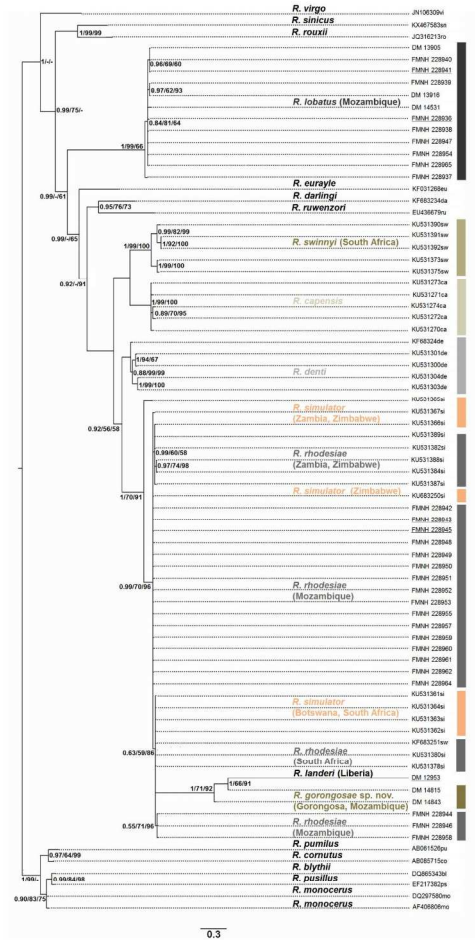 R. virgo JN106309vi
R. sinicus KX467583sn
R. rouxii JQ316213ro
1/99/99
1/-/-
DM 13905
FMNH 228940
0.96/69/60
FMNH 228941
FMNH 228939
0.97/62/93
DM 13916
R. lobatus (Mozambique)
DM 14531
0.99/75/-
FMNH 228936
0.84/81/64
FMNH 228938
FMNH 228947
1/99/66
FMNH 228954
FMNH 228965
FMNH 228937
0.99/-/61
R. eurayle KF031268eu
R. darlingi KF683234da
0.95/76/73
R. ruwenzori EU436679ru
KU531390sw
0.99/82/99
KU531391sw
0.99/-/65
1/92/100
R. swinnyi (South Africa)
KU531392sw
1/99/100
KU531373sw
1/99/100
KU531375sw
0.92/-/91
KU531273ca
KU531271ca
1/99/100
R. capensis
KU531274ca
0.89/70/95
KU531272ca
KU531270ca
KF68324de
KU531301de
1/94/67
KU531300de
0.88/99/99
R. denti
KU531304de
1/99/100
KU531303de
R. simulator
(Zambia, Zimbabwe)
KU531367si
KU531366si
0.92/56/58
KU531389si
KU531382si
0.99/60/58
R. rhodesiae
(Zambia, Zimbabwe)
KU531388si
0.97/74/98
KU531384si
KU531387si
1/70/91
R. simulator (Zimbabwe)
KU683250si
FMNH 228942
FMNH 228943
FMNH 228945
FMNH 228948
FMNH 228949
FMNH 228950
FMNH 228951
0.99/70/96
R. rhodesiae
(Mozambique)
FMNH 228952
FMNH 228953
FMNH 228955
FMNH 228957
FMNH 228959
FMNH 228960
FMNH 228961
FMNH 228962
FMNH 228964
KU531361si
R. simulator
(Botswana, South Africa)
KU531364si
KU531363si
KU531362si
KF683251sw
0.63/59/86
R. rhodesiae
(South Africa)
KU531380si
KU531378si
R. landeri (Liberia) DM 12953
1/66/91
1/71/92
R. gorongosae sp. nov.
(Gorongosa, Mozambique)
DM 14815
DM 14843
FMNH 228944
0.55/71/96
R. rhodesiae
(Mozambique)
FMNH 228946
FMNH 228958
R. pumilus AB061526pu
0.97/64/99
R. cornutus AB085715co
1/99/-
R. blythii DQ865343bl
0.99/84/98
R. pusillus EF217382ps
0.90/83/75
R. monocerus DQ297580mo
R. monocerus AF406806mo
0.3